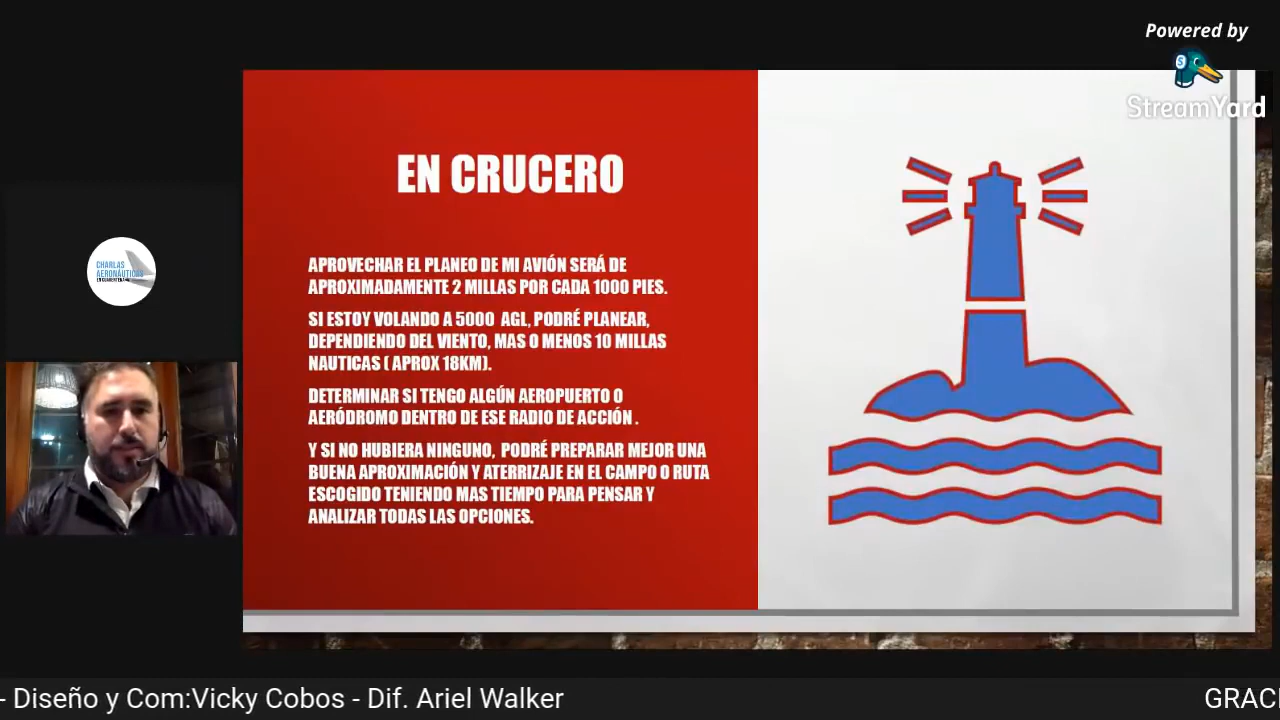 Powered by
StreamYard
EN CRUCERO
APROVECHAR EL PLANEO DE MI AVIÓN SERÁ DE
APROXIMADAMENTE 2 MILLAS POR CADA 1000 PIES.
SI ESTOY VOLANDO A 5000 AGL, PODRÉ PLANEAR,
DEPENDIENDO DEL VIENTO, MAS O MENOS 10 MILLAS
NAUTICAS ( APROX 18KM).
DETERMINAR SI TENGO ALGÚN AEROPUERTO O
AERÓDROMO DENTRO DE ESE RADIO DE ACCIÓN .
Y SI NO HUBIERA NINGUNO, PODRÉ PREPARAR MEJOR UNA
BUENA APROXIMACIÓN Y ATERRIZAJE EN EL CAMPO O RUTA
ESCOGIDO TENIENDO MAS TIEMPO PARA PENSAR Y
ANALIZAR TODAS LAS OPCIONES.
CHARLAS
AERONÁUTICAS
- Diseño y Com:Vicky Cobos - Dif. Ariel Walker
GRACI